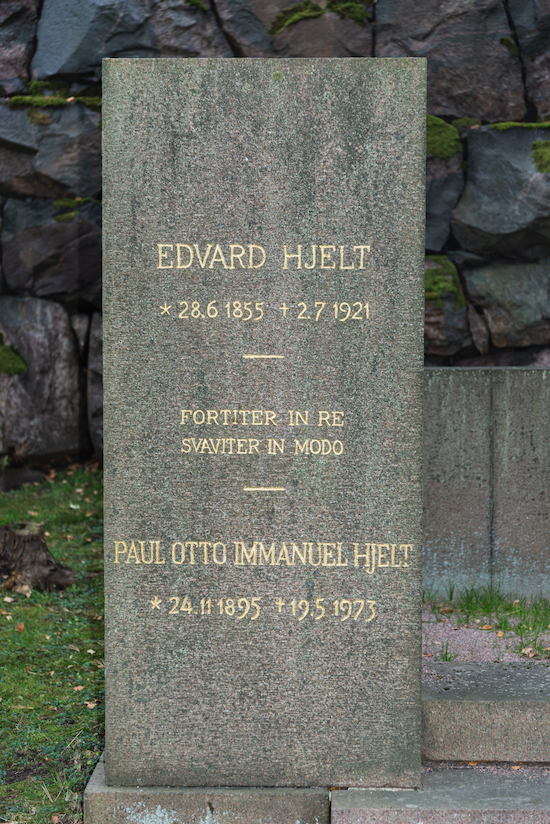 EDVARD HJELT
* 28.6 1855 † 2.7 1921
FORTITER IN RE
SVAVITER IN MODO
PAUL OTTO IMMANUEL HJELT
* 24.11 1895 † 19.5 1973